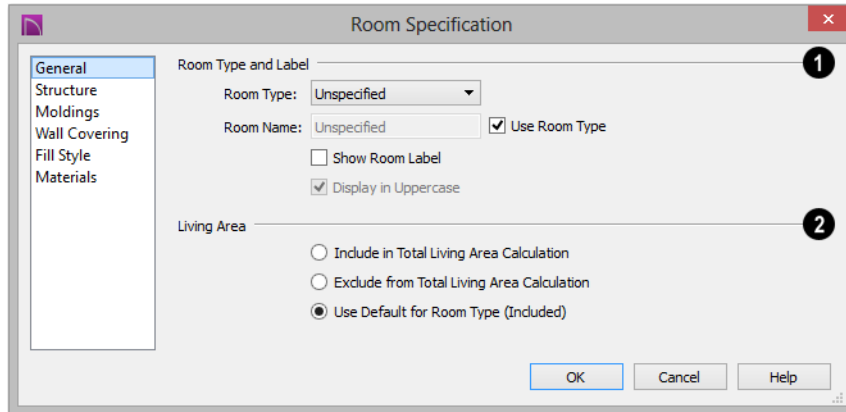 Room Specification
General
Structure
Moldings
Wall Covering
Fill Style
Materials
Room Type and Label 1
Room Type: Unspecified
Room Name: Unspecified Use Room Type
Show Room Label
Display in Uppercase
Living Area 2
Include in Total Living Area Calculation
Exclude from Total Living Area Calculation
Use Default for Room Type (Included)
OK Cancel Help